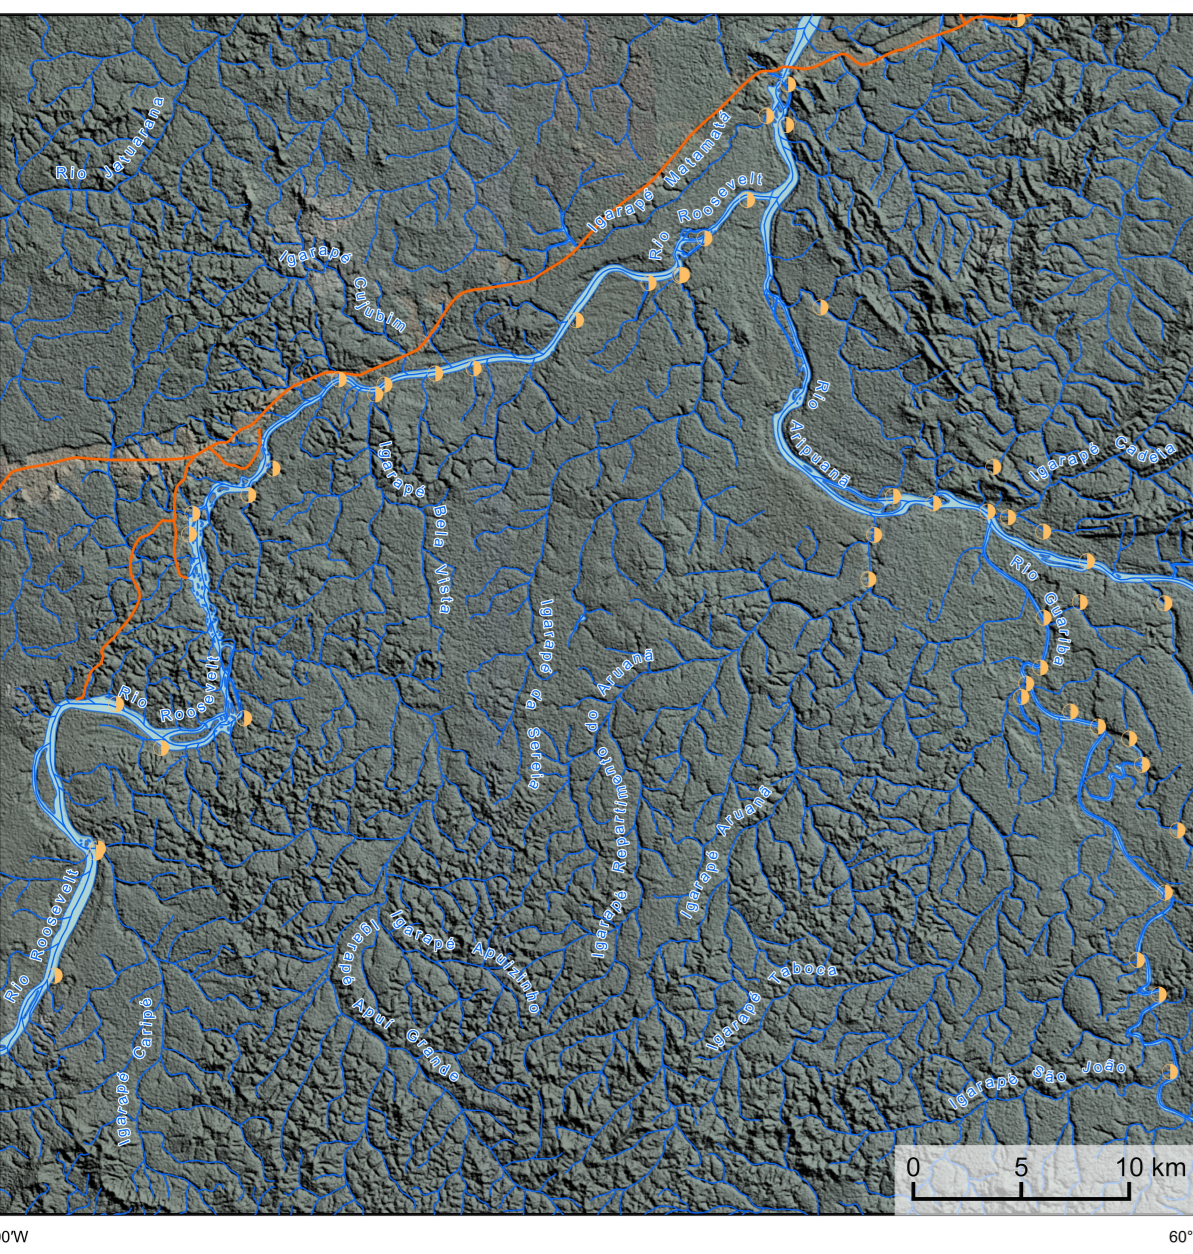 Rio Jatuarana
Igarapé Matamatá
Rio Roosevelt
Igarapé Cujubim
Rio Aripuanã
Igarapé Cadeia
Igarapé Bela Vista
Rio Guariba
Igarapé da Sereia
Igarapé Repartimento do Aruanã
Rio Roosevelt
Igarapé Aruanã
Rio Roosevelt
Igarapé Apuizinho
Igarapé Apuí Grande
Igarapé Taboca
Igarapé Caripé
Igarapé São João
0 5 10 km
00'W 60°